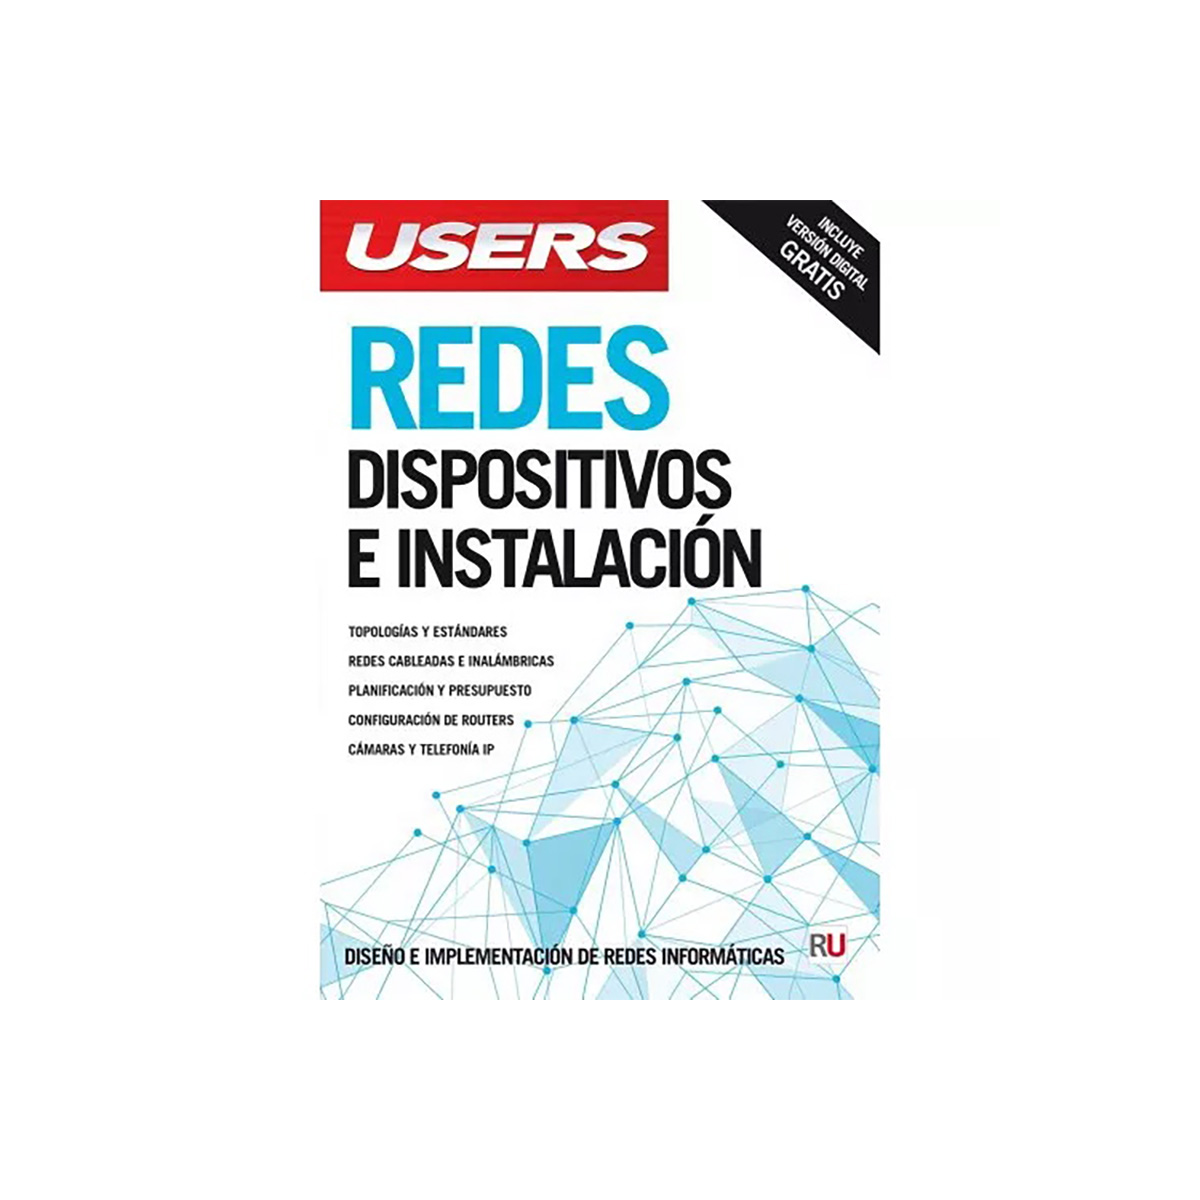 USERS
INCLUYE
VERSIÓN DIGITAL
GRATIS
REDES
DISPOSITIVOS
E INSTALACIÓN
TOPOLOGÍAS Y ESTÁNDARES
REDES CABLEADAS E INALÁMBRICAS
PLANIFICACIÓN Y PRESUPUESTO
CONFIGURACIÓN DE ROUTERS
CÁMARAS Y TELEFONÍA IP
DISEÑO E IMPLEMENTACIÓN DE REDES INFORMÁTICAS
RU